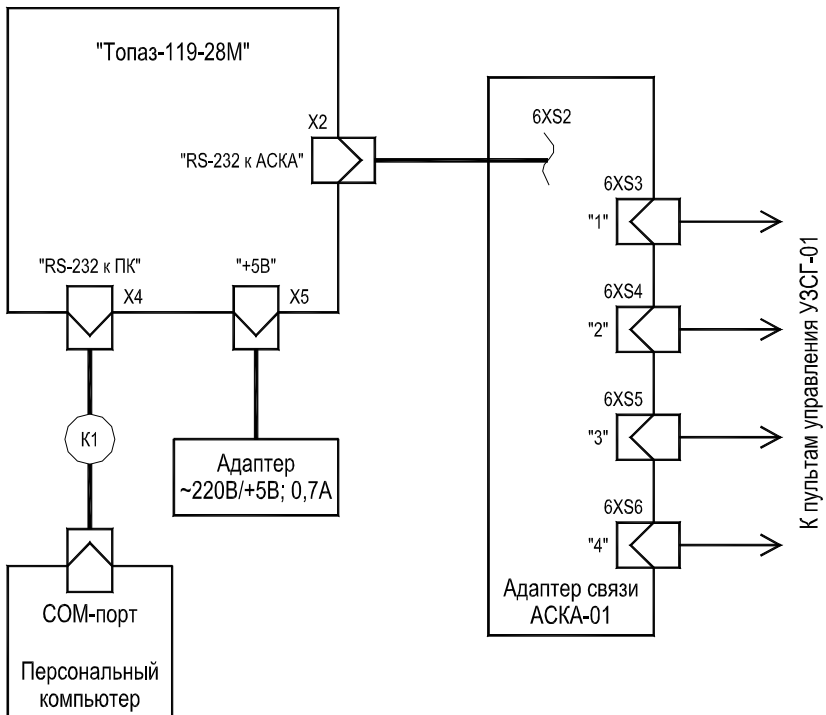 "Топаз-119-28М"
X2
"RS-232 к АСКА"
6XS2
6XS3
"1"
"RS-232 к ПК"
X4
"+5В"
X5
6XS4
"2"
К1
6XS5
"3"
Адаптер
~220В/+5В; 0,7А
6XS6
"4"
К пультам управления УЗСГ-01
Адаптер связи
АСКА-01
COM-порт
Персональный
компьютер